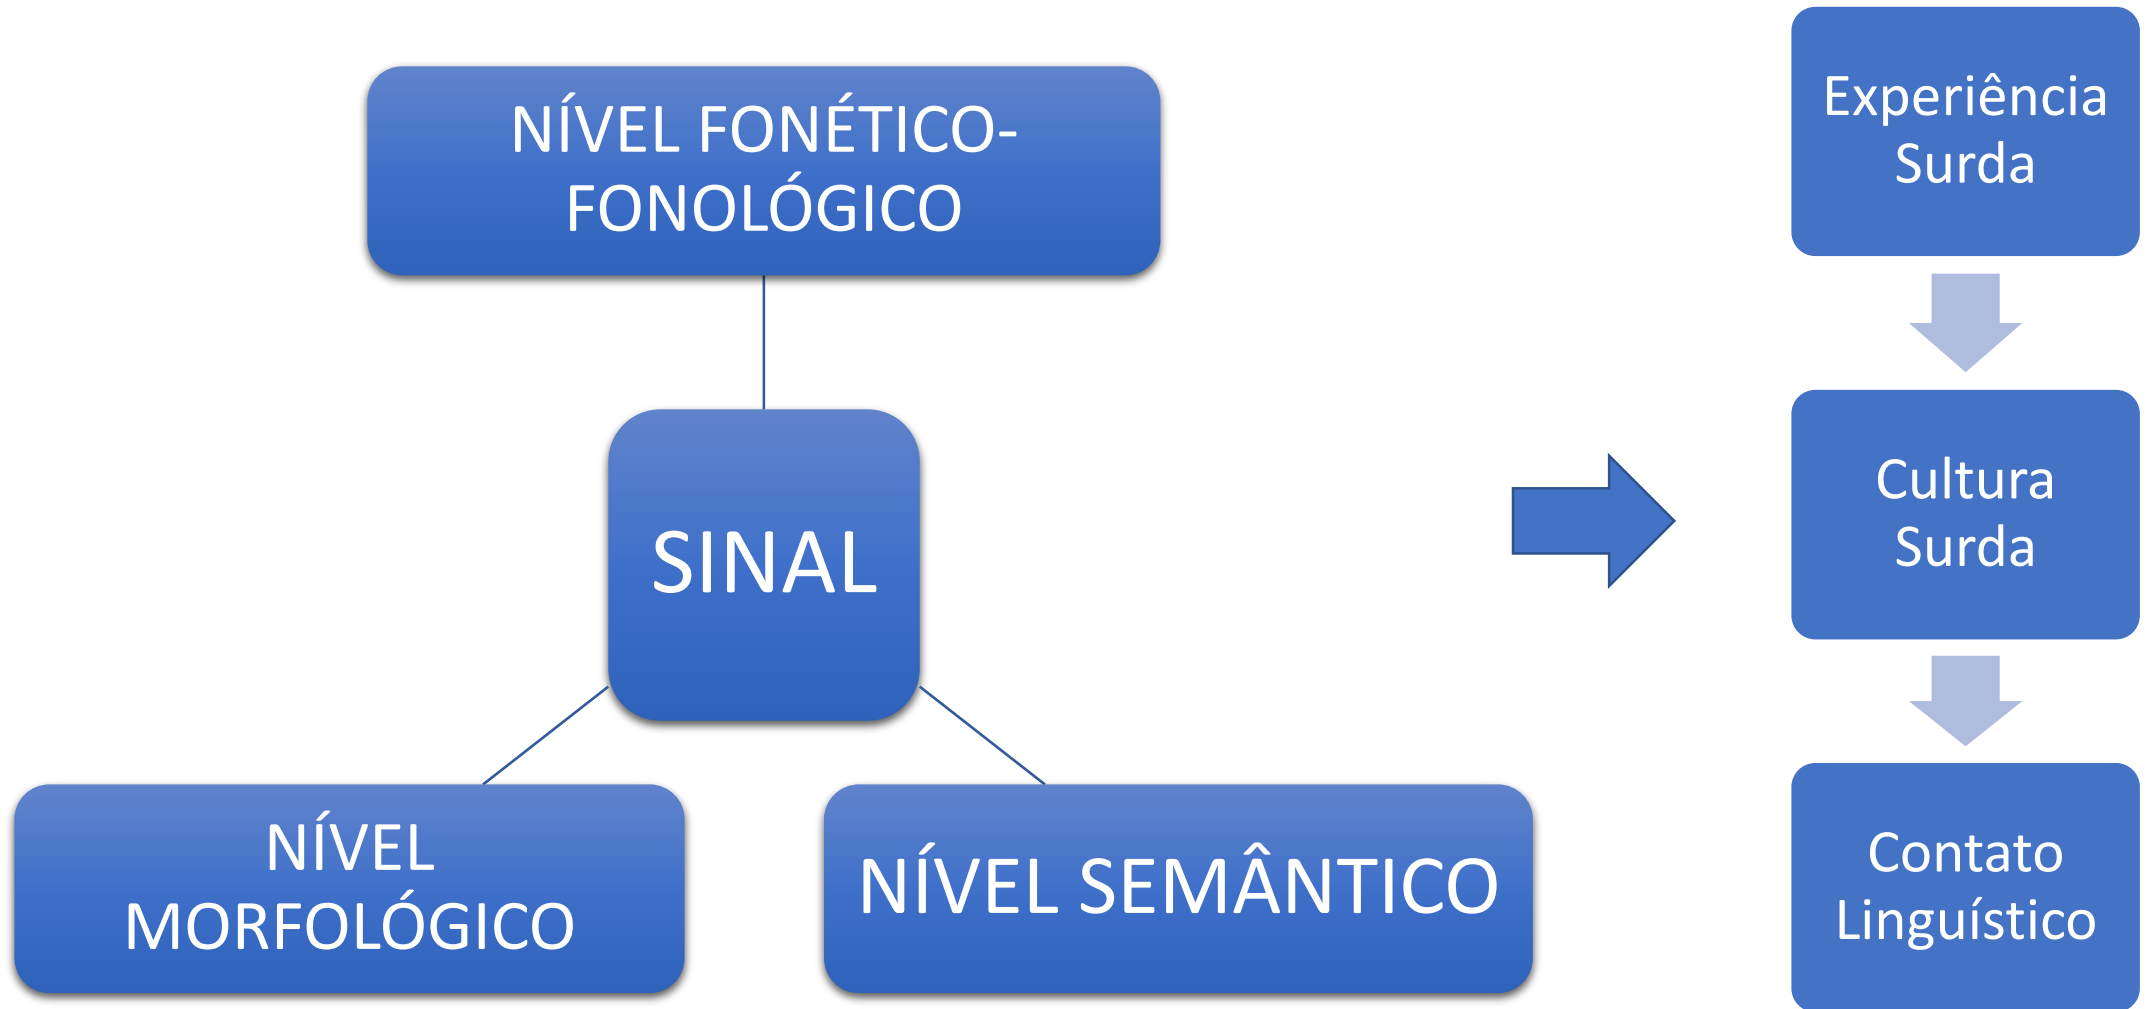 NÍVEL FONÉTICO-
FONOLÓGICO
SINAL
NÍVEL
MORFOLÓGICO
NÍVEL SEMÂNTICO
Experiência
Surda
Cultura
Surda
Contato
Linguístico